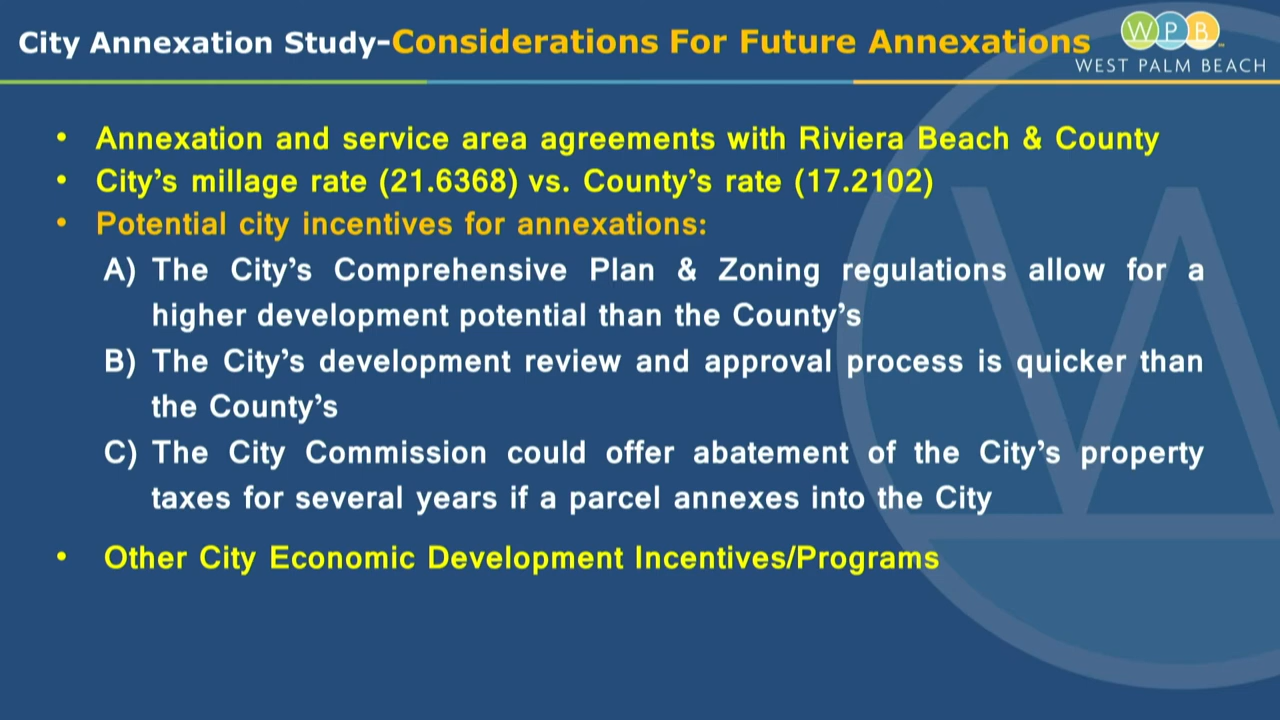 City Annexation Study-Considerations For Future Annexations
WPB
WEST PALM BEACH
• Annexation and service area agreements with Riviera Beach & County
• City’s millage rate (21.6368) vs. County’s rate (17.2102)
• Potential city incentives for annexations:
A) The City’s Comprehensive Plan & Zoning regulations allow for a
higher development potential than the County’s
B) The City’s development review and approval process is quicker than
the County’s
C) The City Commission could offer abatement of the City’s property
taxes for several years if a parcel annexes into the City
• Other City Economic Development Incentives/Programs